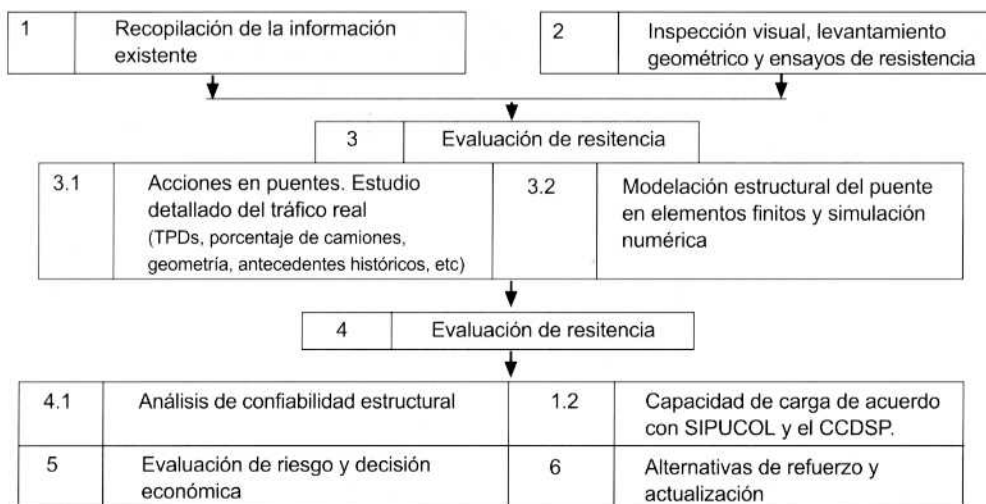 1
Recopilación de la información
existente
2
Inspección visual, levantamiento
geométrico y ensayos de resistencia
3
Evaluación de resitencia
3.1
Acciones en puentes. Estudio
detallado del tráfico real
(TPDs, porcentaje de camiones,
geometría, antecedentes históricos, etc)
3.2
Modelación estructural del puente
en elementos finitos y simulación
numérica
4
Evaluación de resitencia
4.1
Análisis de confiabilidad estructural
1.2
Capacidad de carga de acuerdo
con SIPUCOL y el CCDSP.
5
Evaluación de riesgo y decisión
económica
6
Alternativas de refuerzo y
actualización